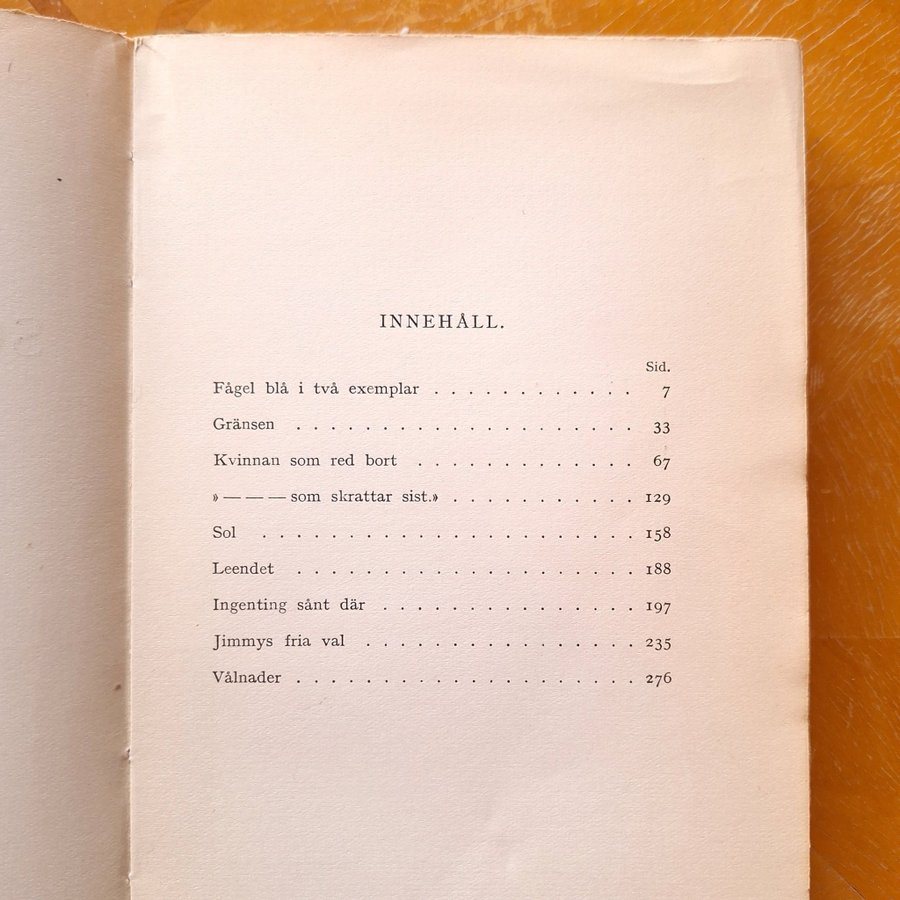 INNEHÅLL.
Sid.
Fågel blå i två exemplar . . . . . . . . . . . . 7
Gränsen . . . . . . . . . . . . . . . . . . . . 33
Kvinnan som red bort . . . . . . . . . . . . . 67
» — — — som skrattar sist.» . . . . . . . . . . . 129
Sol . . . . . . . . . . . . . . . . . . . . . . 158
Leendet . . . . . . . . . . . . . . . . . . . . 188
Ingenting sånt där . . . . . . . . . . . . . . . 197
Jimmys fria val . . . . . . . . . . . . . . . . 235
Vålnader . . . . . . . . . . . . . . . . . . . . 276